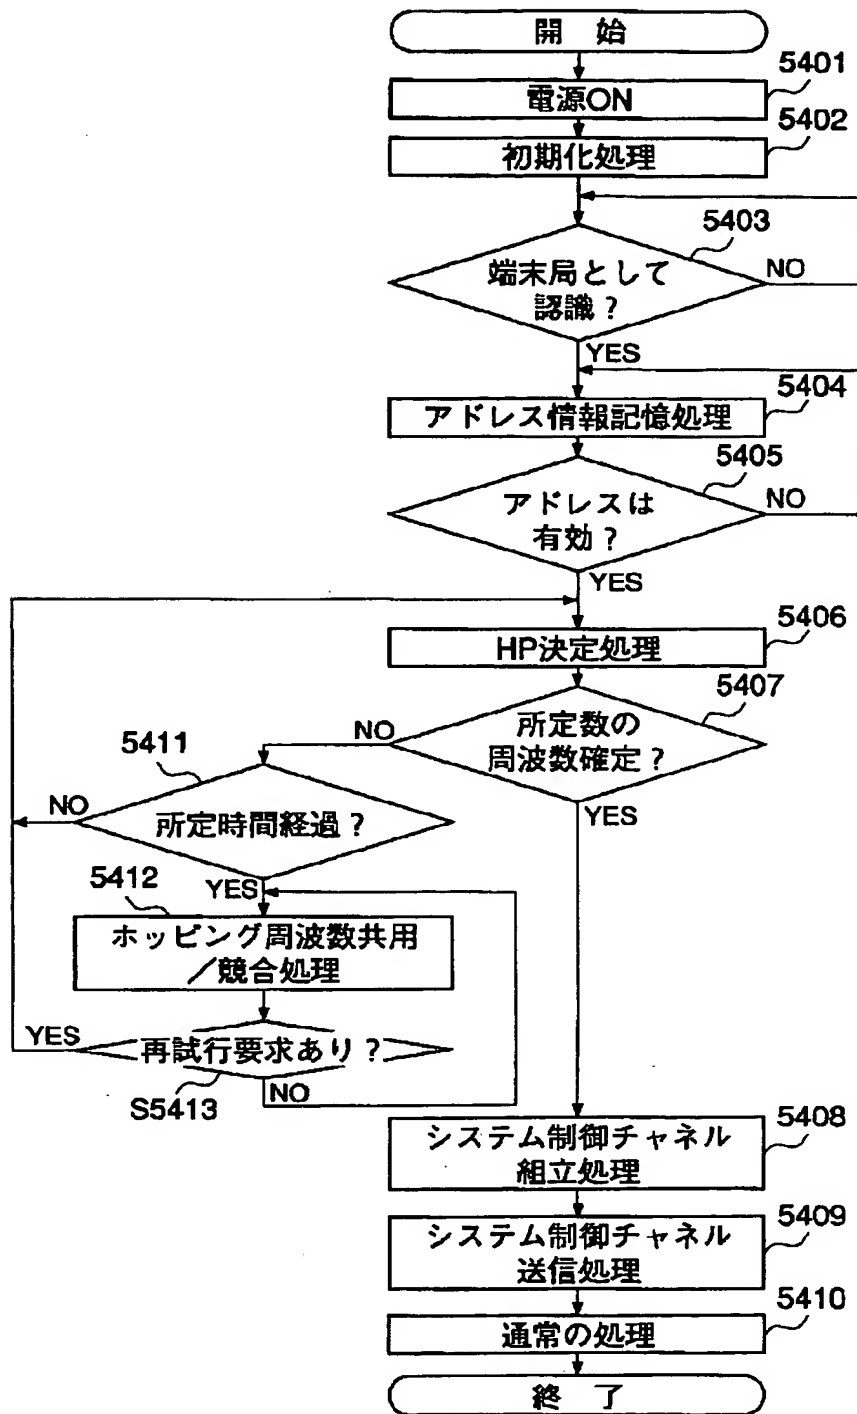 開 始
5401
電源ON
5402
初期化処理
5403
端末局として
認識？
NO
YES
5404
アドレス情報記憶処理
5405
アドレスは
有効？
NO
YES
5406
HP決定処理
5407
所定数の
周波数確定？
NO
YES
5411
所定時間経過？
NO
YES
5412
ホッピング周波数共用
／競合処理
再試行要求あり？
YES
NO
S5413
5408
システム制御チャネル
組立処理
5409
システム制御チャネル
送信処理
5410
通常の処理
終 了